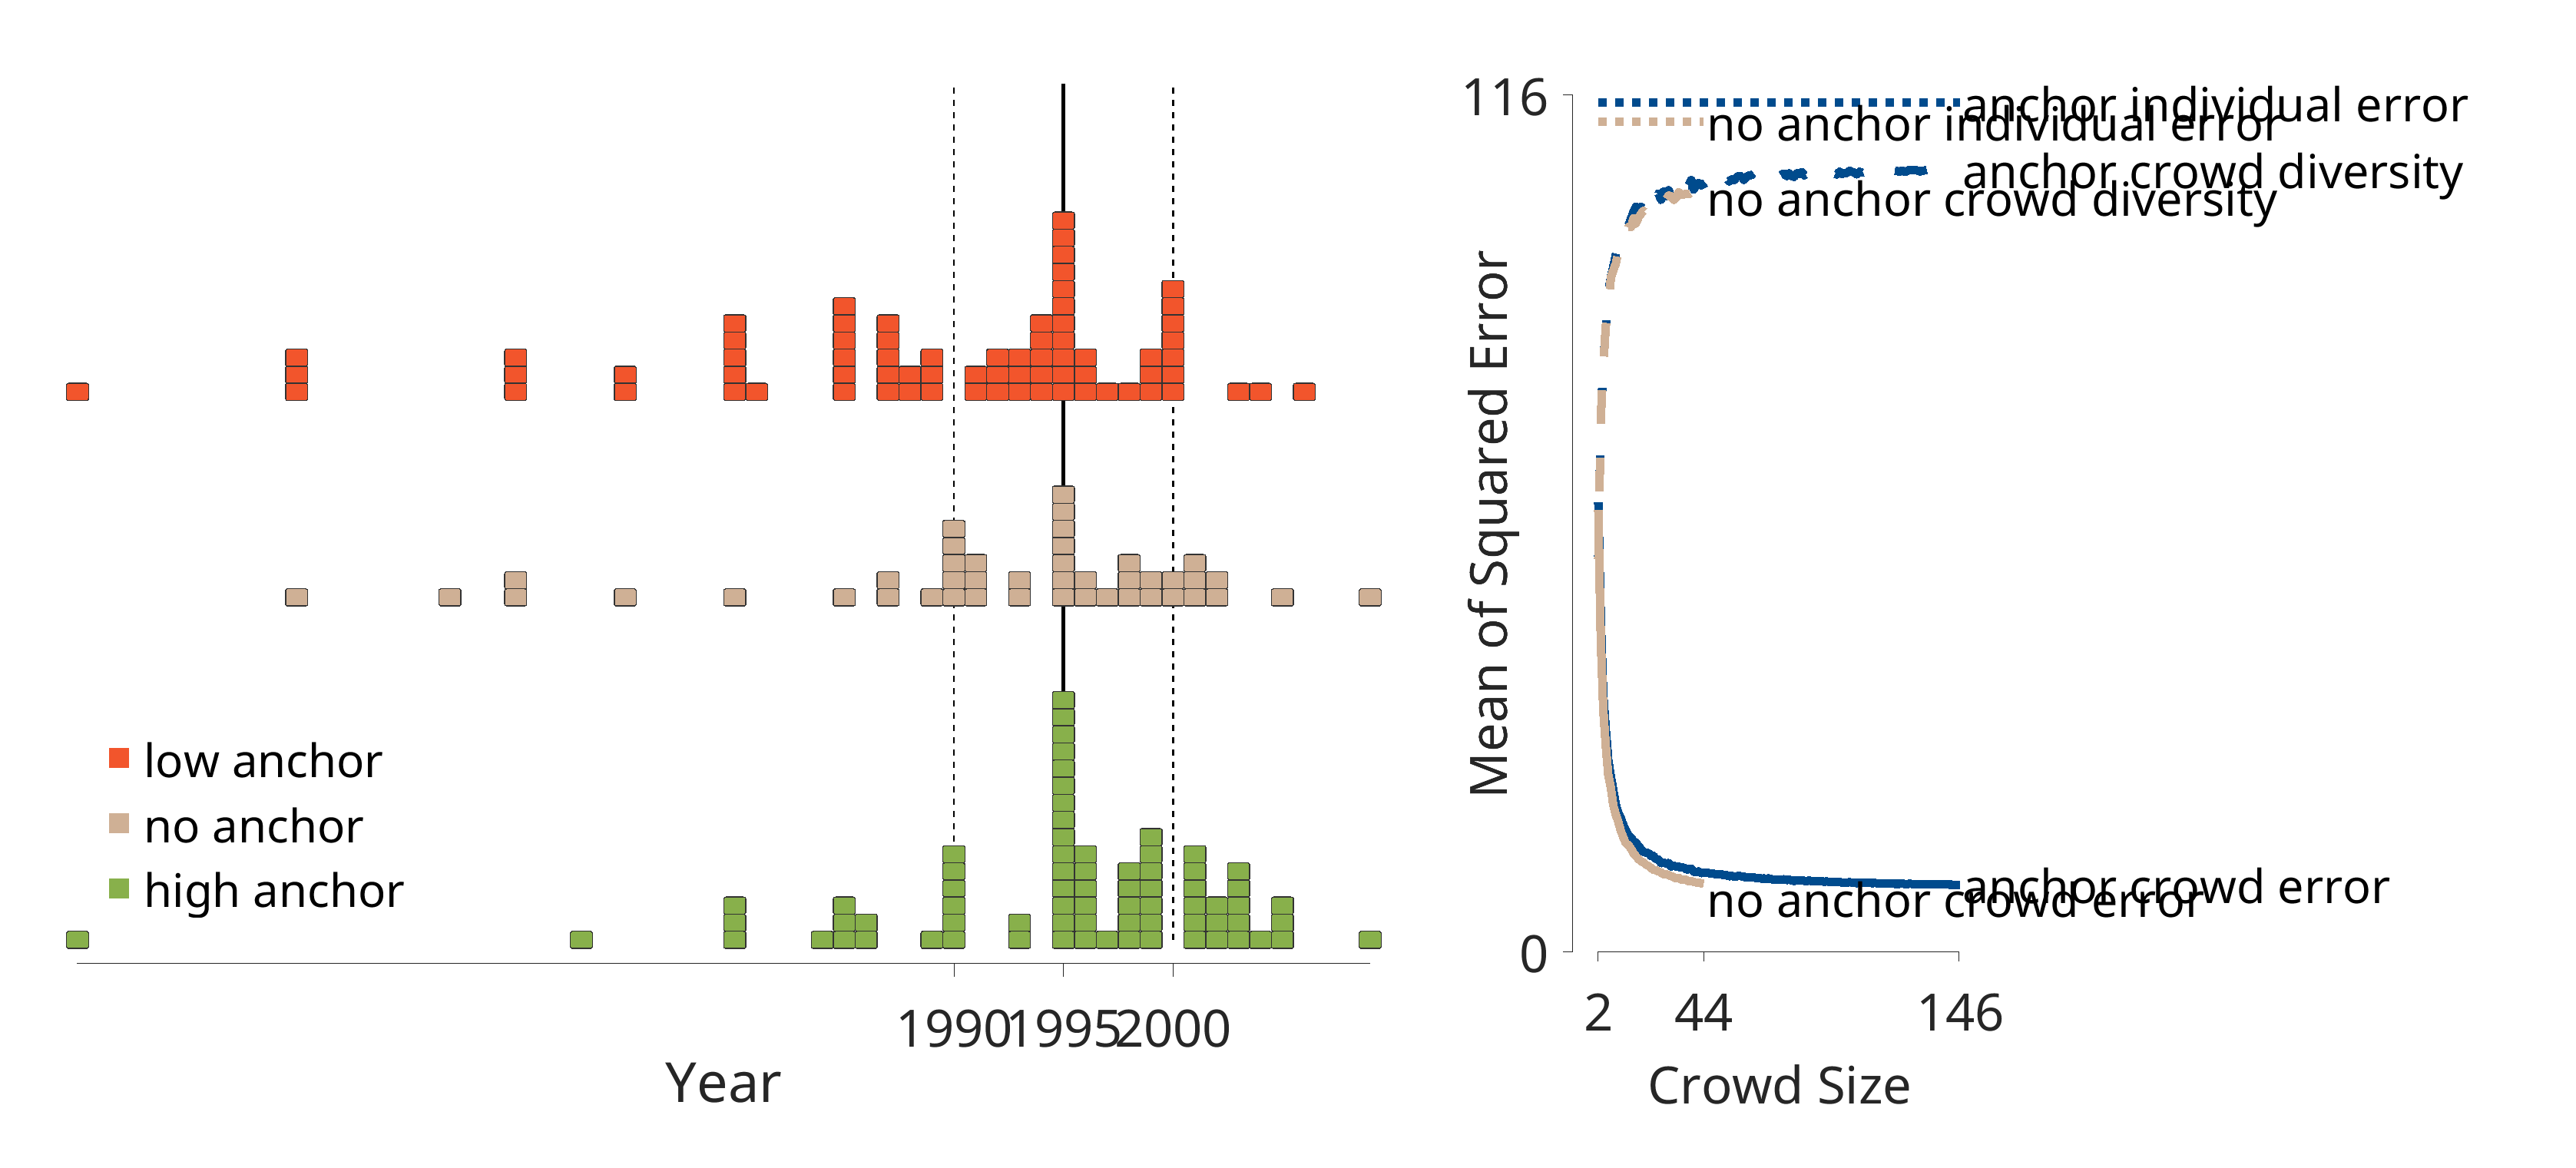 low anchor
no anchor
high anchor
1990 1995 2000
Year
116
0
Mean of Squared Error
anchor individual error
no anchor individual error
anchor crowd diversity
no anchor crowd diversity
anchor crowd error
no anchor crowd error
2 44 146
Crowd Size